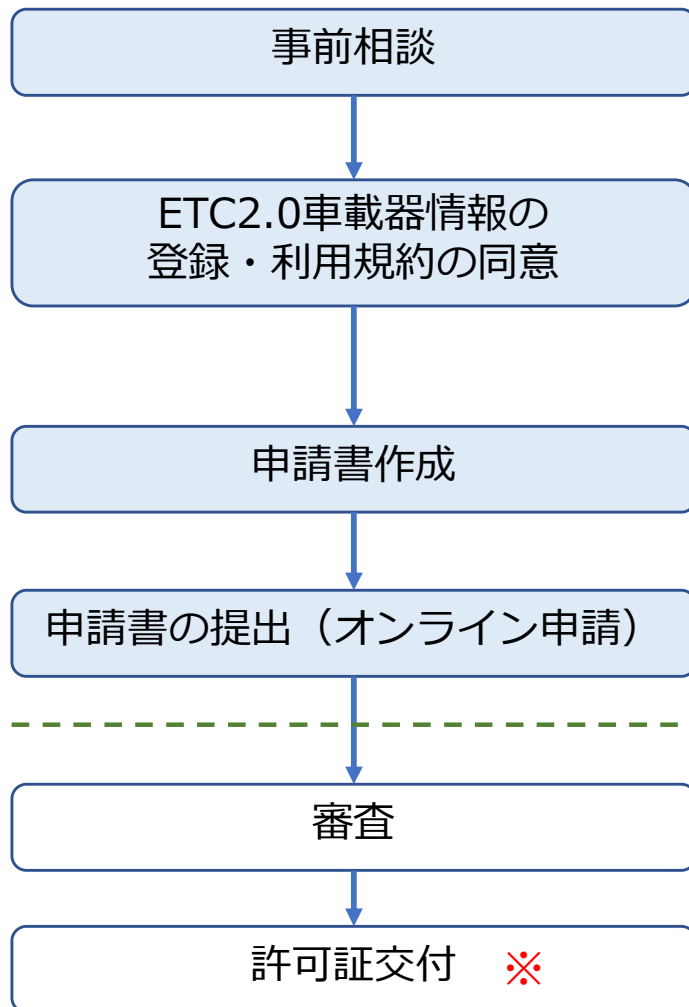 事前相談
ETC2.0車載器情報の
登録・利用規約の同意
申請書作成
申請書の提出（オンライン申請）
審査
許可証交付　※